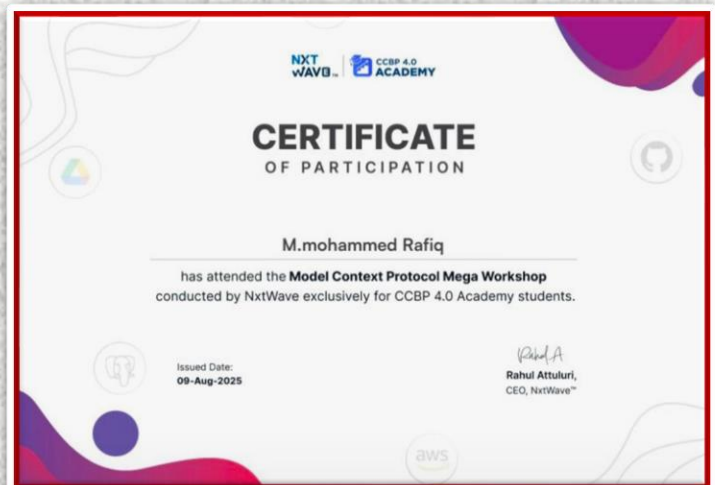 NXT
WAVE
CCBP 4.0
ACADEMY
CERTIFICATE
OF PARTICIPATION
M.mohammed Rafiq
has attended the Model Context Protocol Mega Workshop
conducted by NxtWave exclusively for CCBP 4.0 Academy students.
Issued Date:
09-Aug-2025
Rahul A
Rahul Attuluri,
CEO, NxtWave™
aws